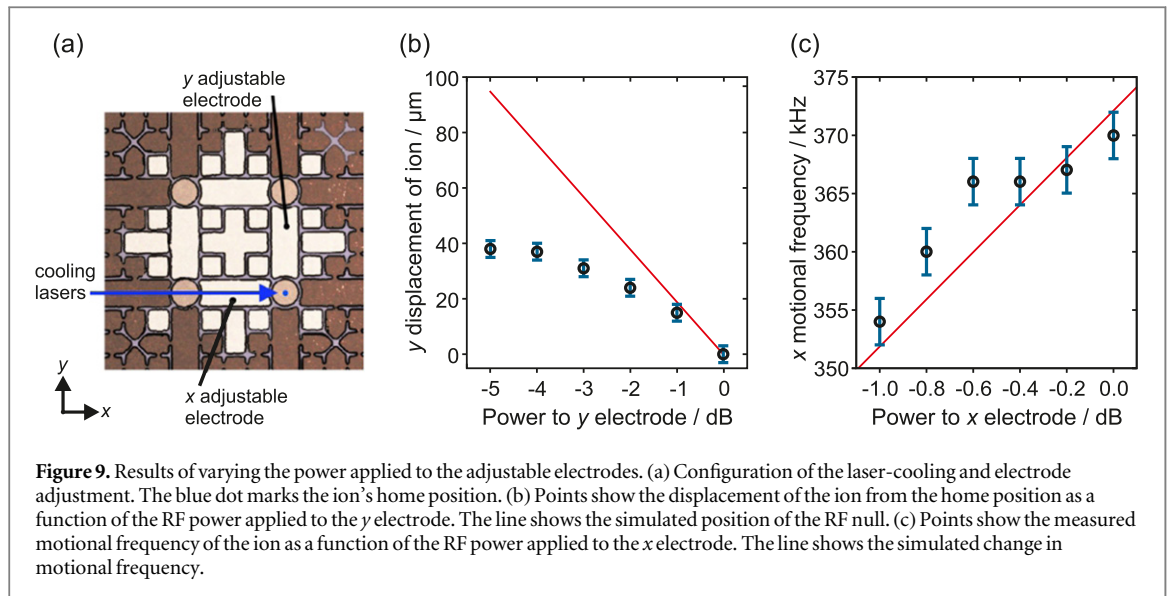 (a)
y adjustable
electrode
cooling
lasers
y
x
x adjustable
electrode
(b)
y displacement of ion / μm
100
80
60
40
20
0
-5 -4 -3 -2 -1 0
Power to y electrode / dB
(c)
x motional frequency / kHz
375
370
365
360
355
350
-1.0 -0.8 -0.6 -0.4 -0.2 0.0
Power to x electrode / dB
Figure 9. Results of varying the power applied to the adjustable electrodes. (a) Configuration of the laser-cooling and electrode
adjustment. The blue dot marks the ion's home position. (b) Points show the displacement of the ion from the home position as a
function of the RF power applied to the y electrode. The line shows the simulated position of the RF null. (c) Points show the measured
motional frequency of the ion as a function of the RF power applied to the x electrode. The line shows the simulated change in
motional frequency.